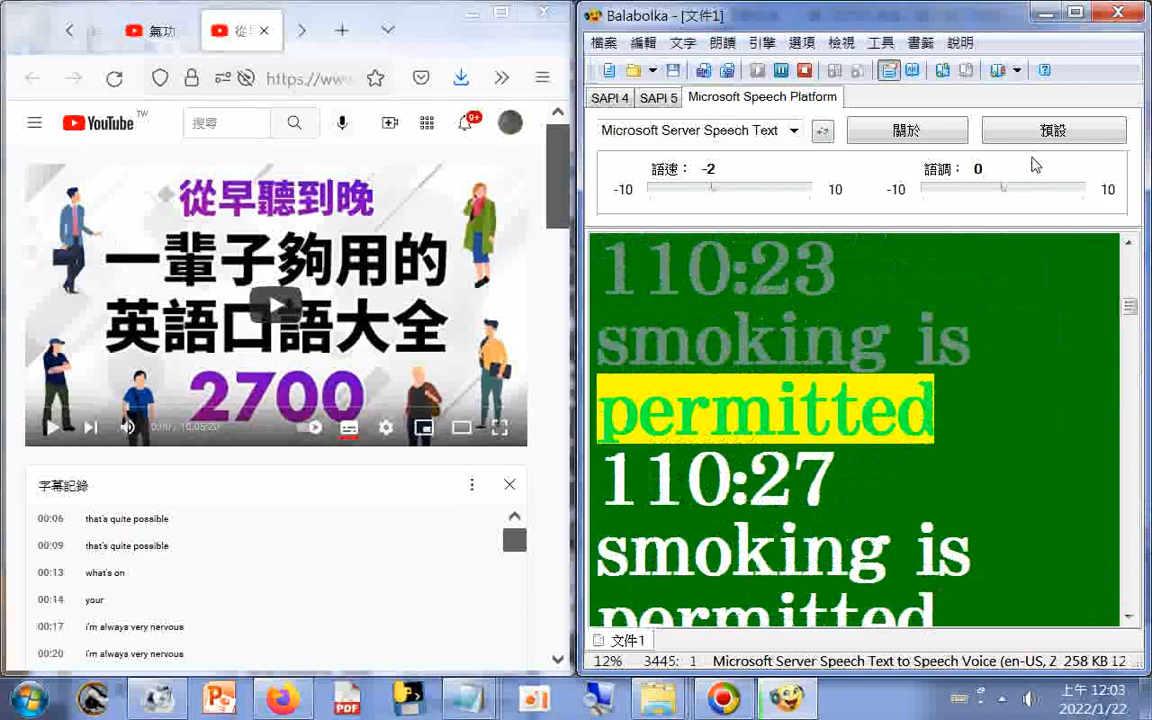 氣功
從!
https://www.
YouTube TW
搜尋
9+
從早聽到晚
一輩子夠用的
英語口語大全
2700
字幕記錄
00:06 that's quite possible
00:09 that's quite possible
00:13 what's on
00:14 your
00:17 i'm always very nervous
00:20 i'm always very nervous
Balabolka - [文件1]
檔案 編輯 文字 朗讀 引擎 選項 檢視 工具 書籤 說明
SAPI 4 SAPI 5 Microsoft Speech Platform
Microsoft Server Speech Text 關於 預設
語速： -2 語調： 0
-10 10 -10 10
110:23
smoking is
permitted
110:27
smoking is
permitted
文件1
12% 3445: 1 Microsoft Server Speech Text to Speech Voice (en-US, Z 258 KB 12
PDF
上午 12:03
2022/1/22